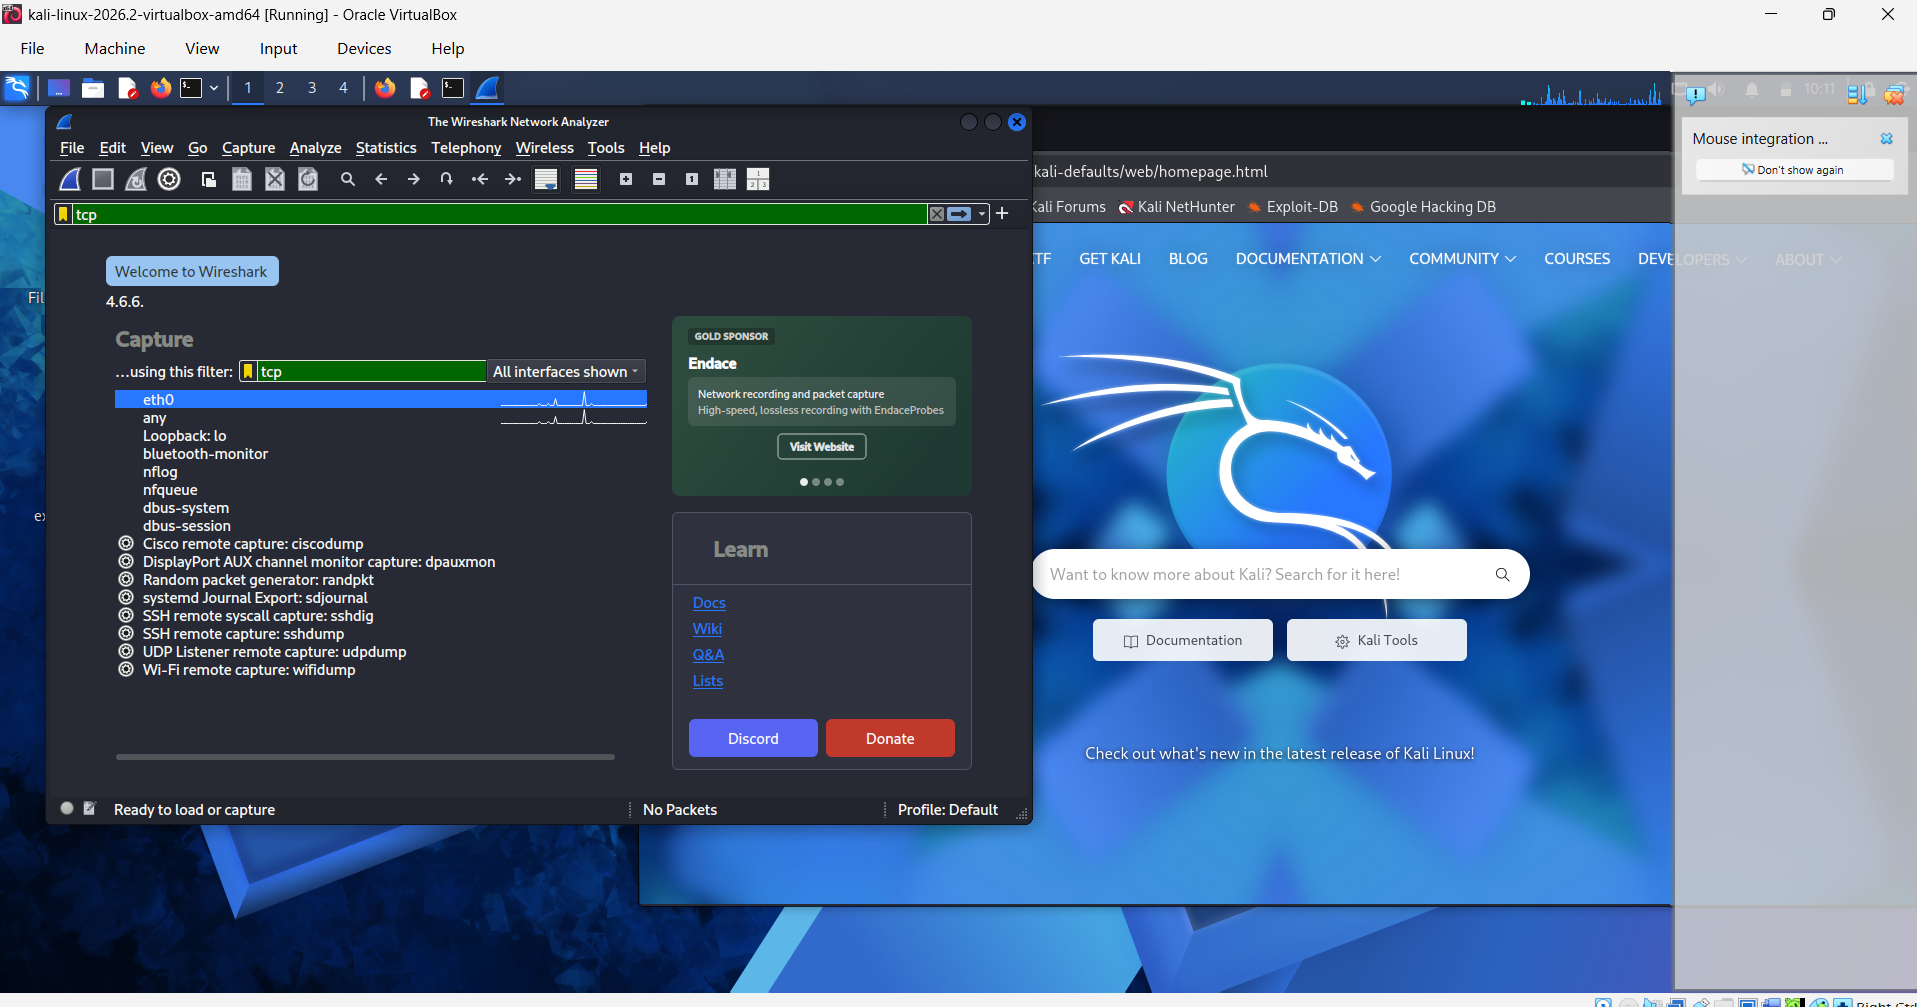 kali-linux-2026.2-virtualbox-amd64 [Running] - Oracle VirtualBox
File Machine View Input Devices Help
1 2 3 4
10:11
The Wireshark Network Analyzer
File Edit View Go Capture Analyze Statistics Telephony Wireless Tools Help
tcp
Welcome to Wireshark
4.6.6.
Capture
...using this filter: tcp All interfaces shown
eth0
any
Loopback: lo
bluetooth-monitor
nflog
nfqueue
dbus-system
dbus-session
Cisco remote capture: ciscodump
DisplayPort AUX channel monitor capture: dpauxmon
Random packet generator: randpkt
systemd Journal Export: sdjournal
SSH remote syscall capture: sshdig
SSH remote capture: sshdump
UDP Listener remote capture: udpdump
Wi-Fi remote capture: wifidump
GOLD SPONSOR
Endace
Network recording and packet capture
High-speed, lossless recording with EndaceProbes
Visit Website
Learn
Docs
Wiki
Q&A
Lists
Discord Donate
Ready to load or capture No Packets Profile: Default
Fil
ex
kali-defaults/web/homepage.html
Kali Forums Kali NetHunter Exploit-DB Google Hacking DB
TF GET KALI BLOG DOCUMENTATION COMMUNITY COURSES DEVELOPERS ABOUT
Want to know more about Kali? Search for it here!
Documentation Kali Tools
Check out what's new in the latest release of Kali Linux!
Mouse integration ...
Don't show again
Right Ctrl